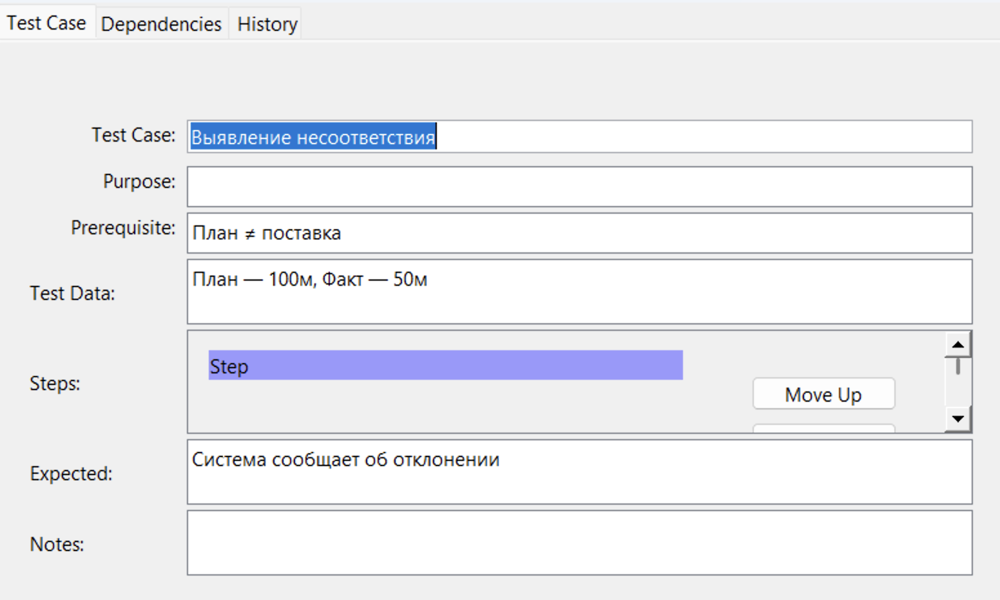 Test Case Dependencies History
Test Case: Выявление несоответствия
Purpose:
Prerequisite: План ≠ поставка
Test Data: План — 100м, Факт — 50м
Steps: Step
Move Up
Expected: Система сообщает об отклонении
Notes: